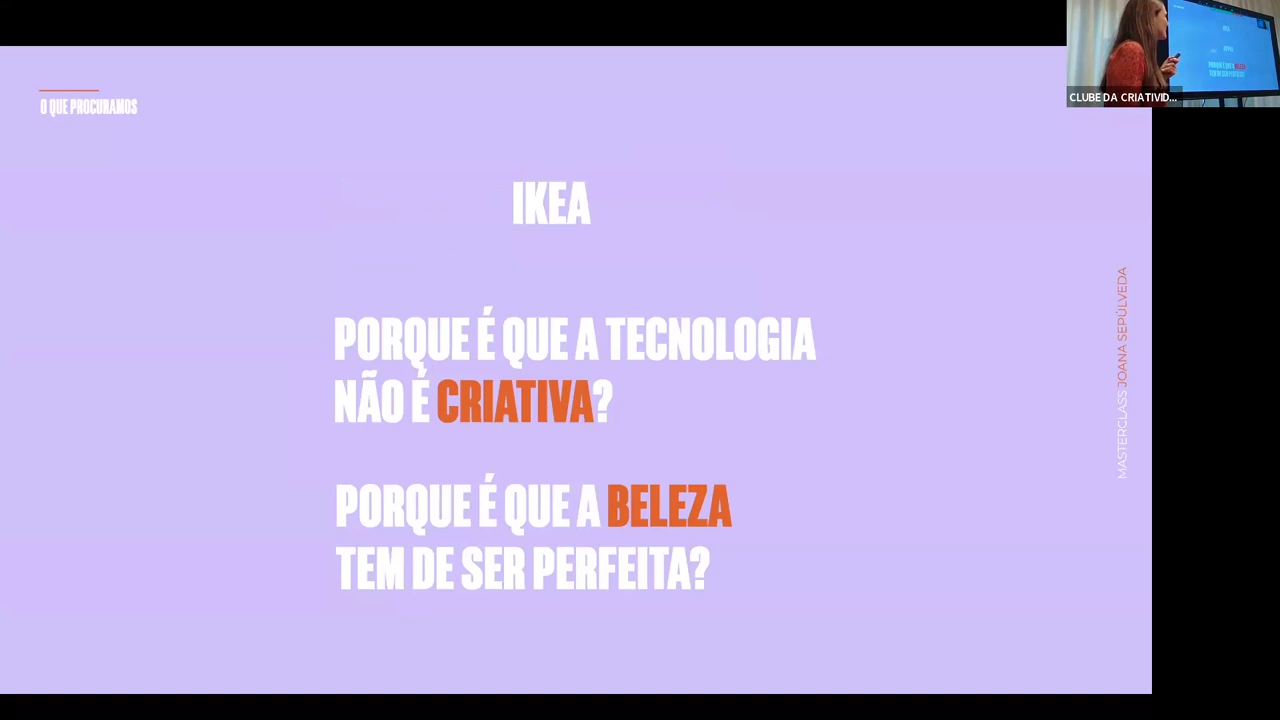 O QUE PROCURAMOS
IKEA
PORQUE É QUE A TECNOLOGIA
NÃO É CRIATIVA?
PORQUE É QUE A BELEZA
TEM DE SER PERFEITA?
MASTERCLASS JOANA SEPÚLVEDA
CLUBE DA CRIATIVID...